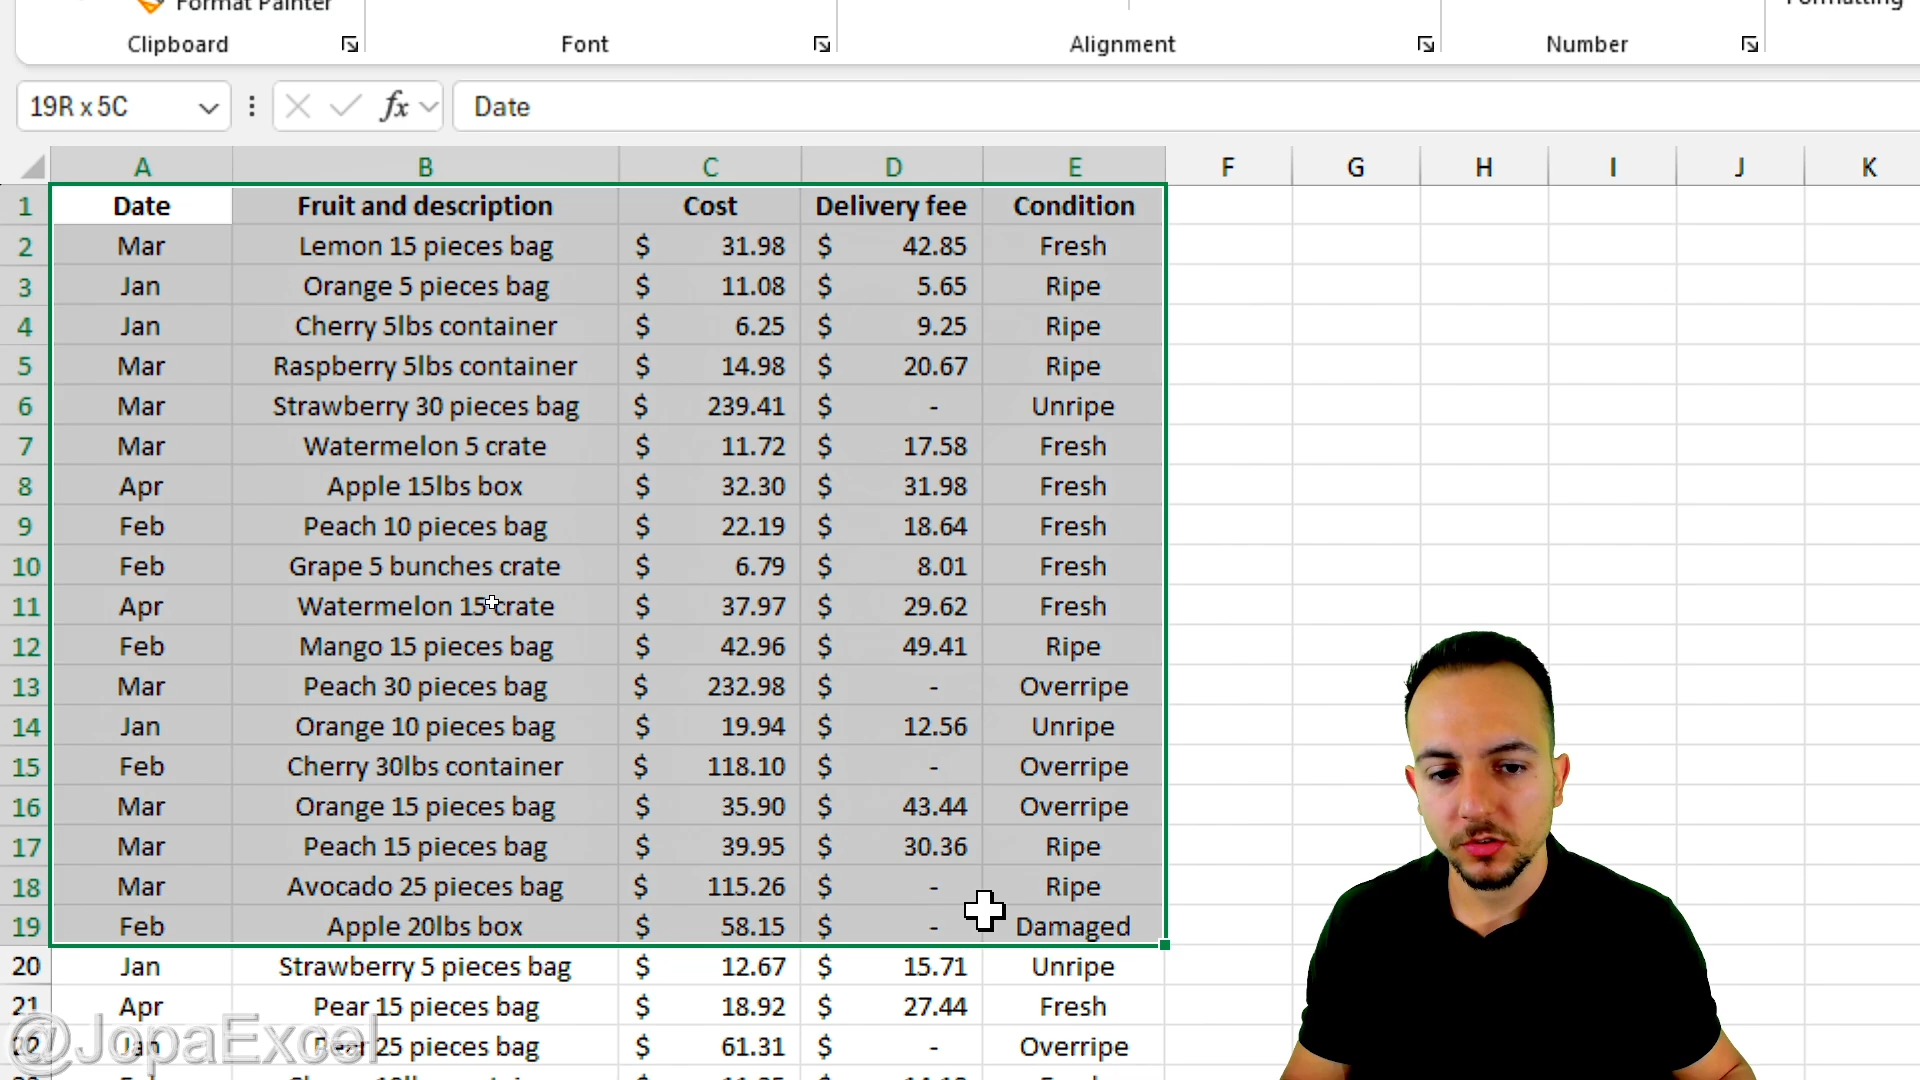 Format Painter
Clipboard Font Alignment Number Formatting
19R x 5C fx Date
A B C D E F G H I J K
1 Date Fruit and description Cost Delivery fee Condition
2 Mar Lemon 15 pieces bag $ 31.98 $ 42.85 Fresh
3 Jan Orange 5 pieces bag $ 11.08 $ 5.65 Ripe
4 Jan Cherry 5lbs container $ 6.25 $ 9.25 Ripe
5 Mar Raspberry 5lbs container $ 14.98 $ 20.67 Ripe
6 Mar Strawberry 30 pieces bag $ 239.41 $ - Unripe
7 Mar Watermelon 5 crate $ 11.72 $ 17.58 Fresh
8 Apr Apple 15lbs box $ 32.30 $ 31.98 Fresh
9 Feb Peach 10 pieces bag $ 22.19 $ 18.64 Fresh
10 Feb Grape 5 bunches crate $ 6.79 $ 8.01 Fresh
11 Apr Watermelon 15 crate $ 37.97 $ 29.62 Fresh
12 Feb Mango 15 pieces bag $ 42.96 $ 49.41 Ripe
13 Mar Peach 30 pieces bag $ 232.98 $ - Overripe
14 Jan Orange 10 pieces bag $ 19.94 $ 12.56 Unripe
15 Feb Cherry 30lbs container $ 118.10 $ - Overripe
16 Mar Orange 15 pieces bag $ 35.90 $ 43.44 Overripe
17 Mar Peach 15 pieces bag $ 39.95 $ 30.36 Ripe
18 Mar Avocado 25 pieces bag $ 115.26 $ - Ripe
19 Feb Apple 20lbs box $ 58.15 $ - Damaged
20 Jan Strawberry 5 pieces bag $ 12.67 $ 15.71 Unripe
21 Apr Pear 15 pieces bag $ 18.92 $ 27.44 Fresh
22 Jan Pear 25 pieces bag $ 61.31 $ - Overripe
@JopaExcel